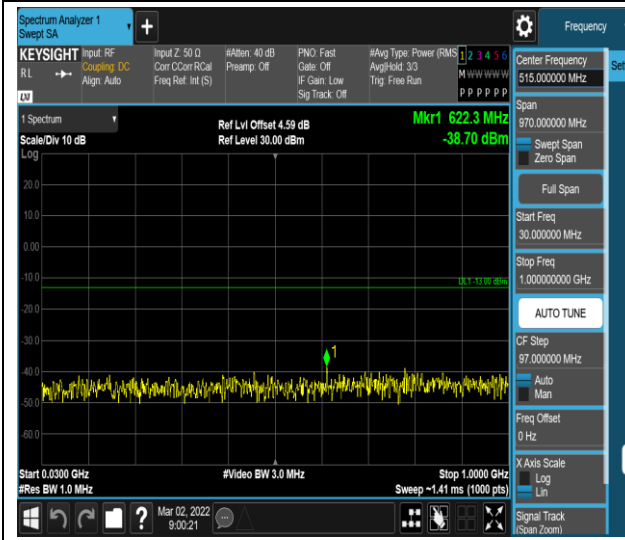 Spectrum Analyzer 1
Swept SA
+
Frequency
KEYSIGHT
RL
LXI
Input: RF
Coupling: DC
Align: Auto
Input Z: 50 Ω
Corr CCorr RCal
Freq Ref: Int (S)
#Atten: 40 dB
Preamp: Off
PNO: Fast
Gate: Off
IF Gain: Low
Sig Track: Off
#Avg Type: Power (RMS
Avg|Hold: 3/3
Trig: Free Run
1 2 3 4 5 6
M W W W W W
P P P P P P
1 Spectrum
Scale/Div 10 dB
Log
Ref Lvl Offset 4.59 dB
Ref Level 30.00 dBm
Mkr1 622.3 MHz
-38.70 dBm
20.0
10.0
0.00
-10.0
DL1 -13.00 dBm
-20.0
-30.0
1
-40.0
-50.0
-60.0
Start 0.0300 GHz
#Video BW 3.0 MHz
Stop 1.0000 GHz
#Res BW 1.0 MHz
Sweep ~1.41 ms (1000 pts)
?
Mar 02, 2022
9:00:21
Center Frequency
515.000000 MHz
Set
Span
970.000000 MHz
Swept Span
Zero Span
Full Span
Start Freq
30.000000 MHz
Stop Freq
1.000000000 GHz
AUTO TUNE
CF Step
97.000000 MHz
Auto
Man
Freq Offset
0 Hz
X Axis Scale
Log
Lin
Signal Track
(Span Zoom)